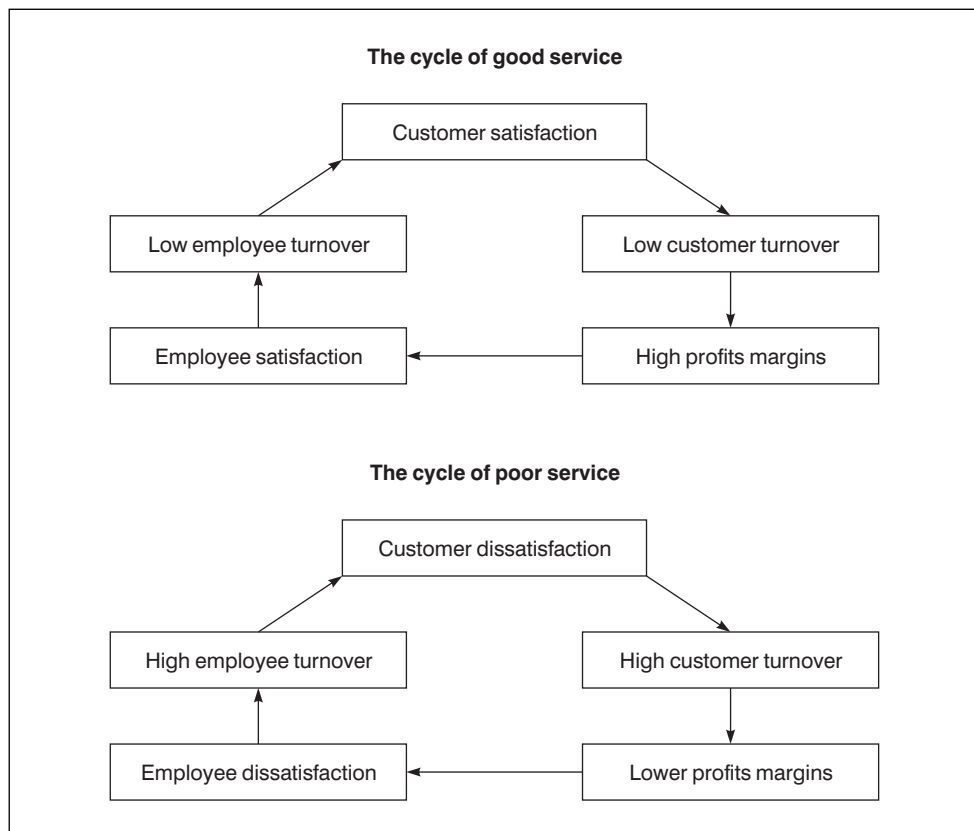 The cycle of good service
Customer satisfaction
Low employee turnover
Low customer turnover
Employee satisfaction
High profits margins
The cycle of poor service
Customer dissatisfaction
High employee turnover
High customer turnover
Employee dissatisfaction
Lower profits margins